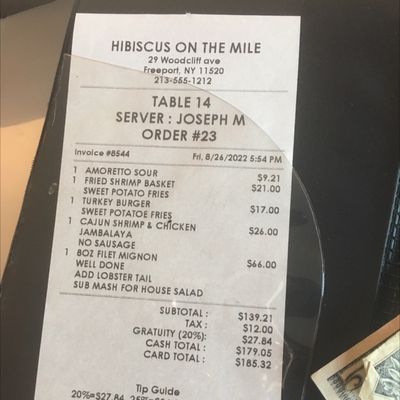 HIBISCUS ON THE MILE
29 Woodcliff ave
Freeport, NY 11520
213-555-1212
TABLE 14
SERVER : JOSEPH M
ORDER #23
Invoice #8544 Fri, 8/26/2022 5:54 PM
1 AMORETTO SOUR $9.21
1 FRIED SHRIMP BASKET $21.00
SWEET POTATO FRIES
1 TURKEY BURGER $17.00
SWEET POTATOE FRIES
1 CAJUN SHRIMP & CHICKEN $26.00
JAMBALAYA
NO SAUSAGE
1 8OZ FILET MIGNON $66.00
WELL DONE
ADD LOBSTER TAIL
SUB MASH FOR HOUSE SALAD
SUBTOTAL : $139.21
TAX : $12.00
GRATUITY (20%): $27.84
CASH TOTAL : $179.05
CARD TOTAL : $185.32
Tip Guide
20%=$27.84